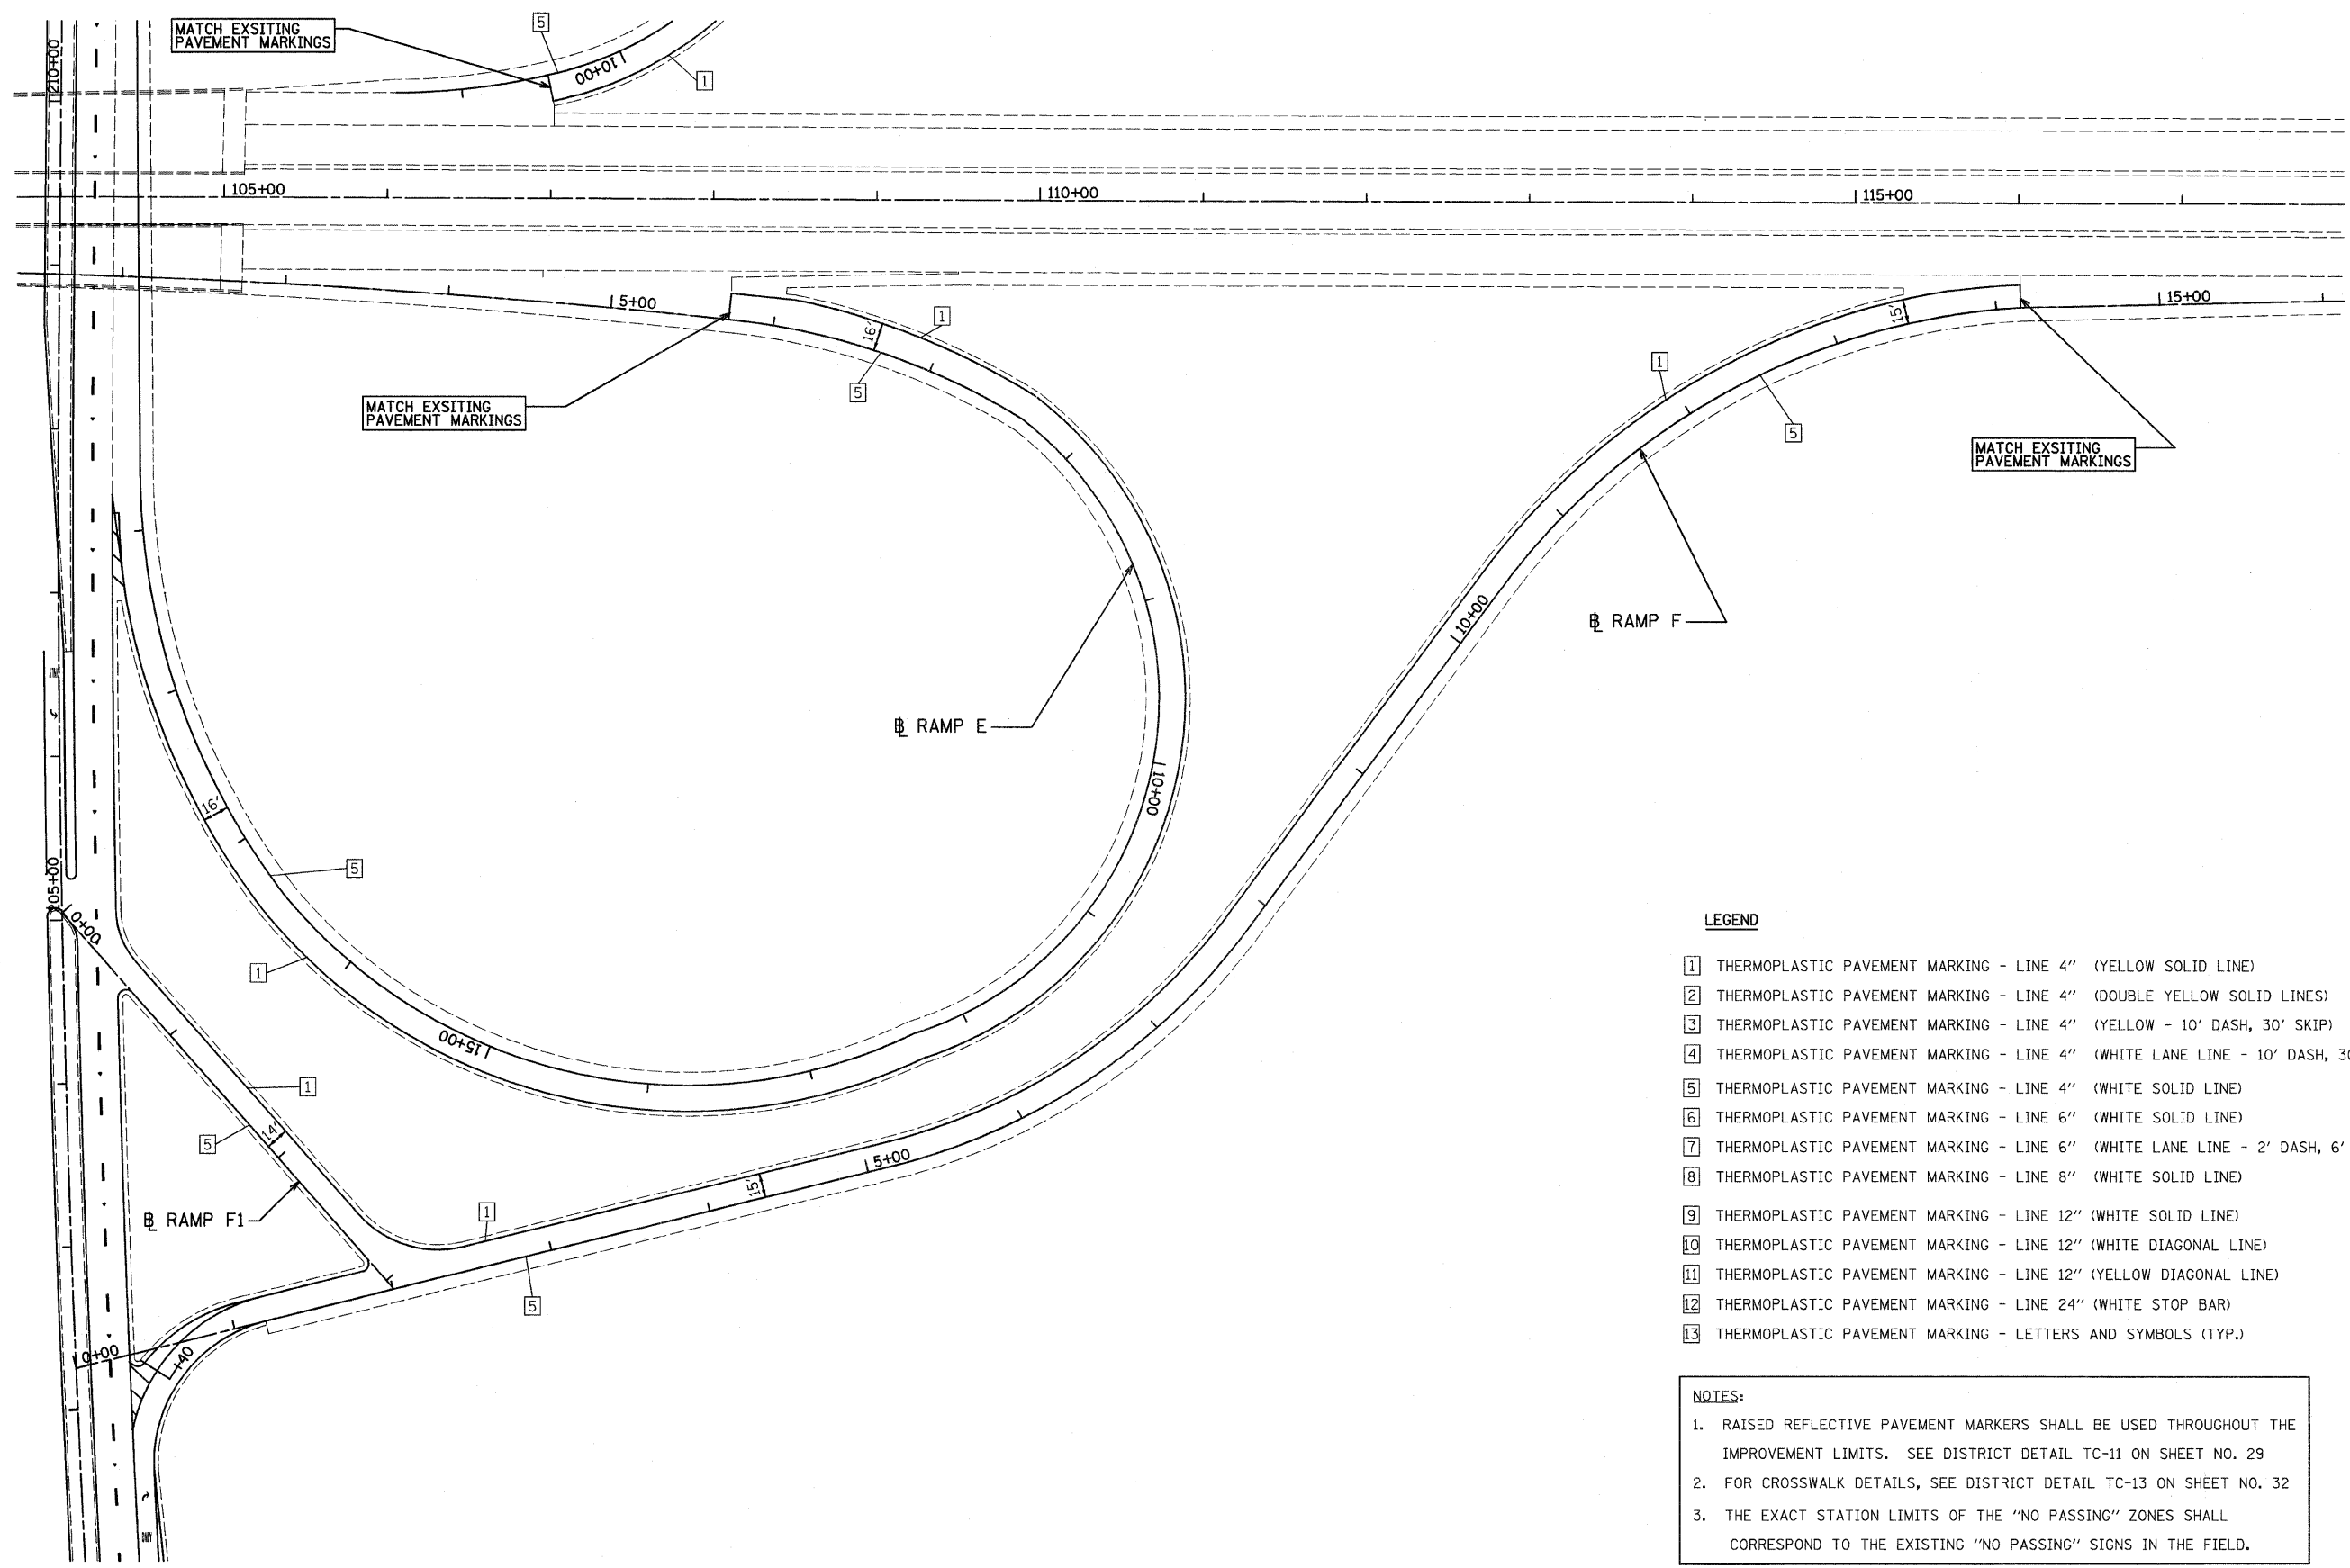 MATCH EXSITING
PAVEMENT MARKINGS
5
10+00
1
210+00
105+00
110+00
115+00
5+00
16'
1
5
MATCH EXSITING
PAVEMENT MARKINGS
15'
15+00
1
5
MATCH EXSITING
PAVEMENT MARKINGS
10+00
℄ RAMP F
℄ RAMP E
10+00
16'
5
1
205+00
0+00
15+00
1
14'
5
℄ RAMP F1
5+00
15'
1
5
0+00
+40
ONLY
LEGEND
1 THERMOPLASTIC PAVEMENT MARKING - LINE 4" (YELLOW SOLID LINE)
2 THERMOPLASTIC PAVEMENT MARKING - LINE 4" (DOUBLE YELLOW SOLID LINES)
3 THERMOPLASTIC PAVEMENT MARKING - LINE 4" (YELLOW - 10' DASH, 30' SKIP)
4 THERMOPLASTIC PAVEMENT MARKING - LINE 4" (WHITE LANE LINE - 10' DASH,
5 THERMOPLASTIC PAVEMENT MARKING - LINE 4" (WHITE SOLID LINE)
6 THERMOPLASTIC PAVEMENT MARKING - LINE 6" (WHITE SOLID LINE)
7 THERMOPLASTIC PAVEMENT MARKING - LINE 6" (WHITE LANE LINE - 2' DASH, 6'
8 THERMOPLASTIC PAVEMENT MARKING - LINE 8" (WHITE SOLID LINE)
9 THERMOPLASTIC PAVEMENT MARKING - LINE 12" (WHITE SOLID LINE)
10 THERMOPLASTIC PAVEMENT MARKING - LINE 12" (WHITE DIAGONAL LINE)
11 THERMOPLASTIC PAVEMENT MARKING - LINE 12" (YELLOW DIAGONAL LINE)
12 THERMOPLASTIC PAVEMENT MARKING - LINE 24" (WHITE STOP BAR)
13 THERMOPLASTIC PAVEMENT MARKING - LETTERS AND SYMBOLS (TYP.)
NOTES:
1. RAISED REFLECTIVE PAVEMENT MARKERS SHALL BE USED THROUGHOUT THE
IMPROVEMENT LIMITS. SEE DISTRICT DETAIL TC-11 ON SHEET NO. 29
2. FOR CROSSWALK DETAILS, SEE DISTRICT DETAIL TC-13 ON SHEET NO. 32
3. THE EXACT STATION LIMITS OF THE "NO PASSING" ZONES SHALL
CORRESPOND TO THE EXISTING "NO PASSING" SIGNS IN THE FIELD.